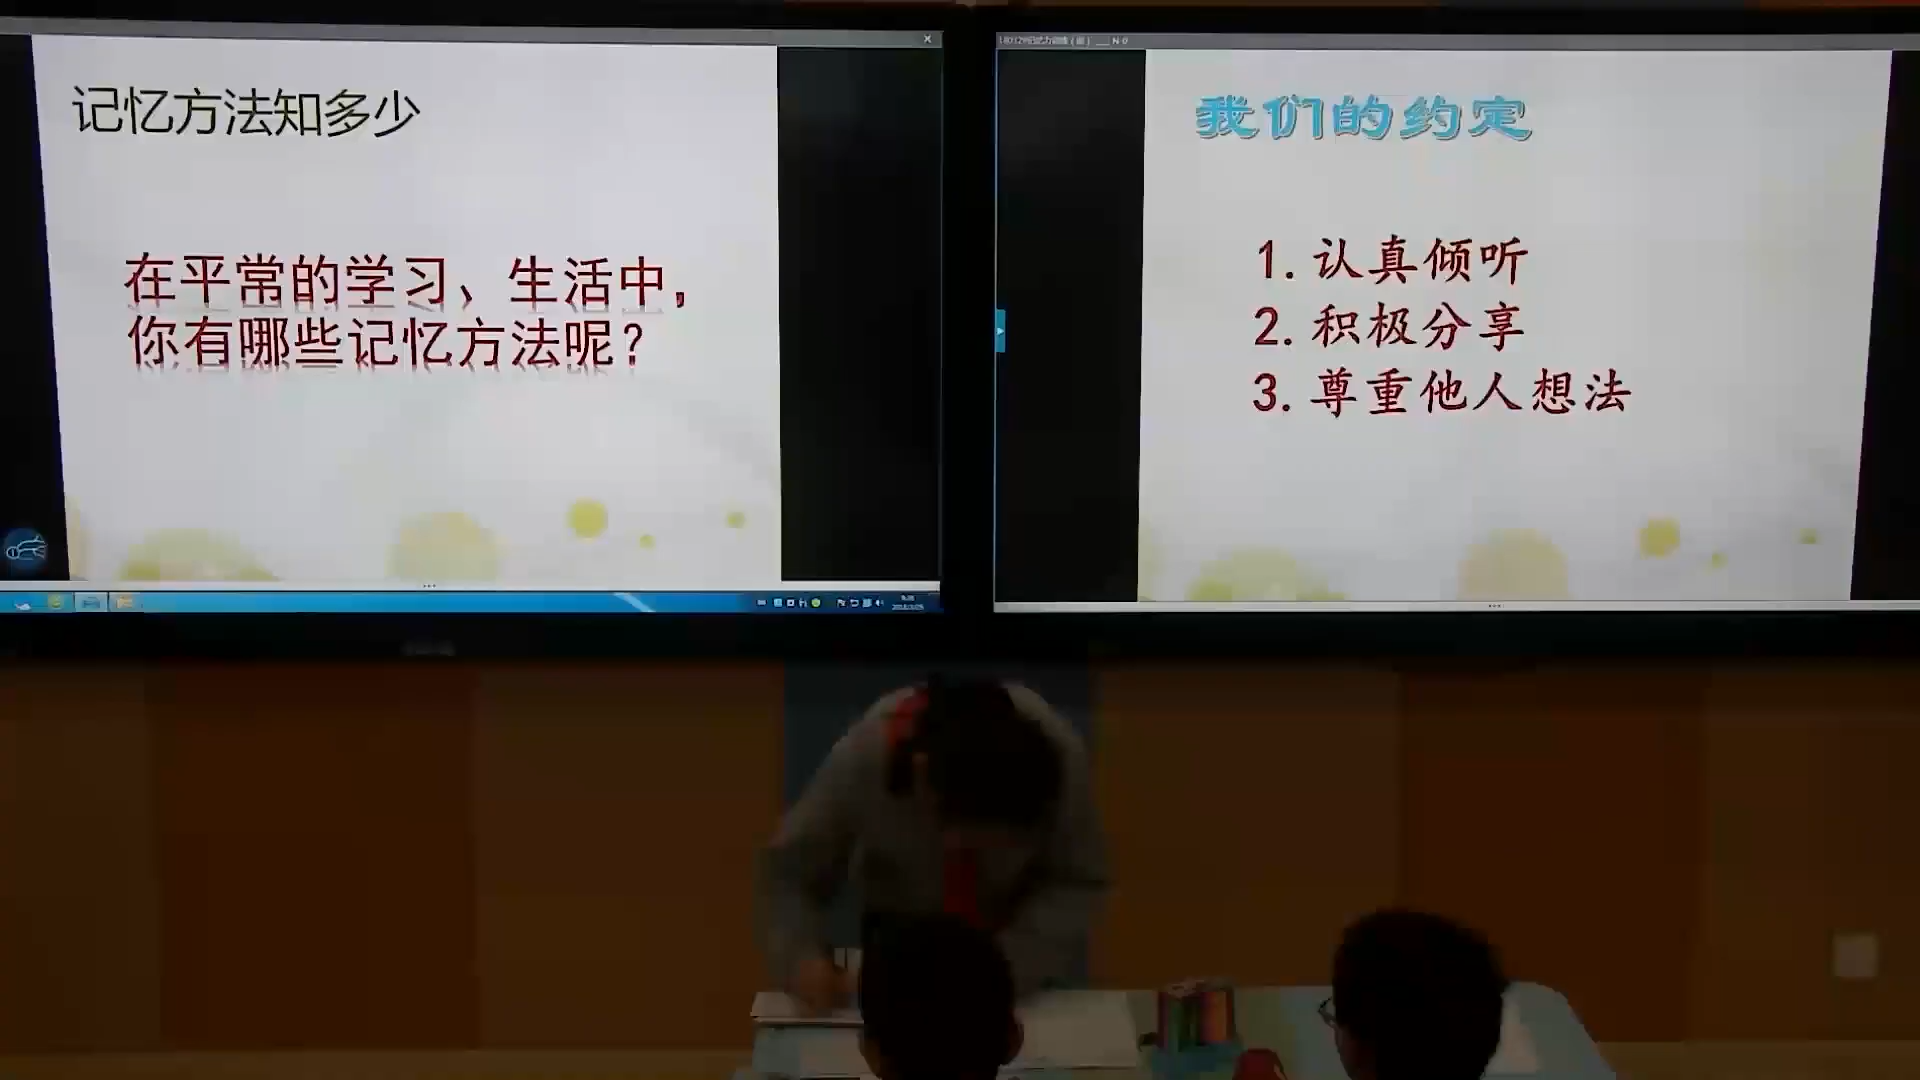 记忆方法知多少
在平常的学习、生活中，
你有哪些记忆方法呢？
我们的约定
1. 认真倾听
2. 积极分享
3. 尊重他人想法